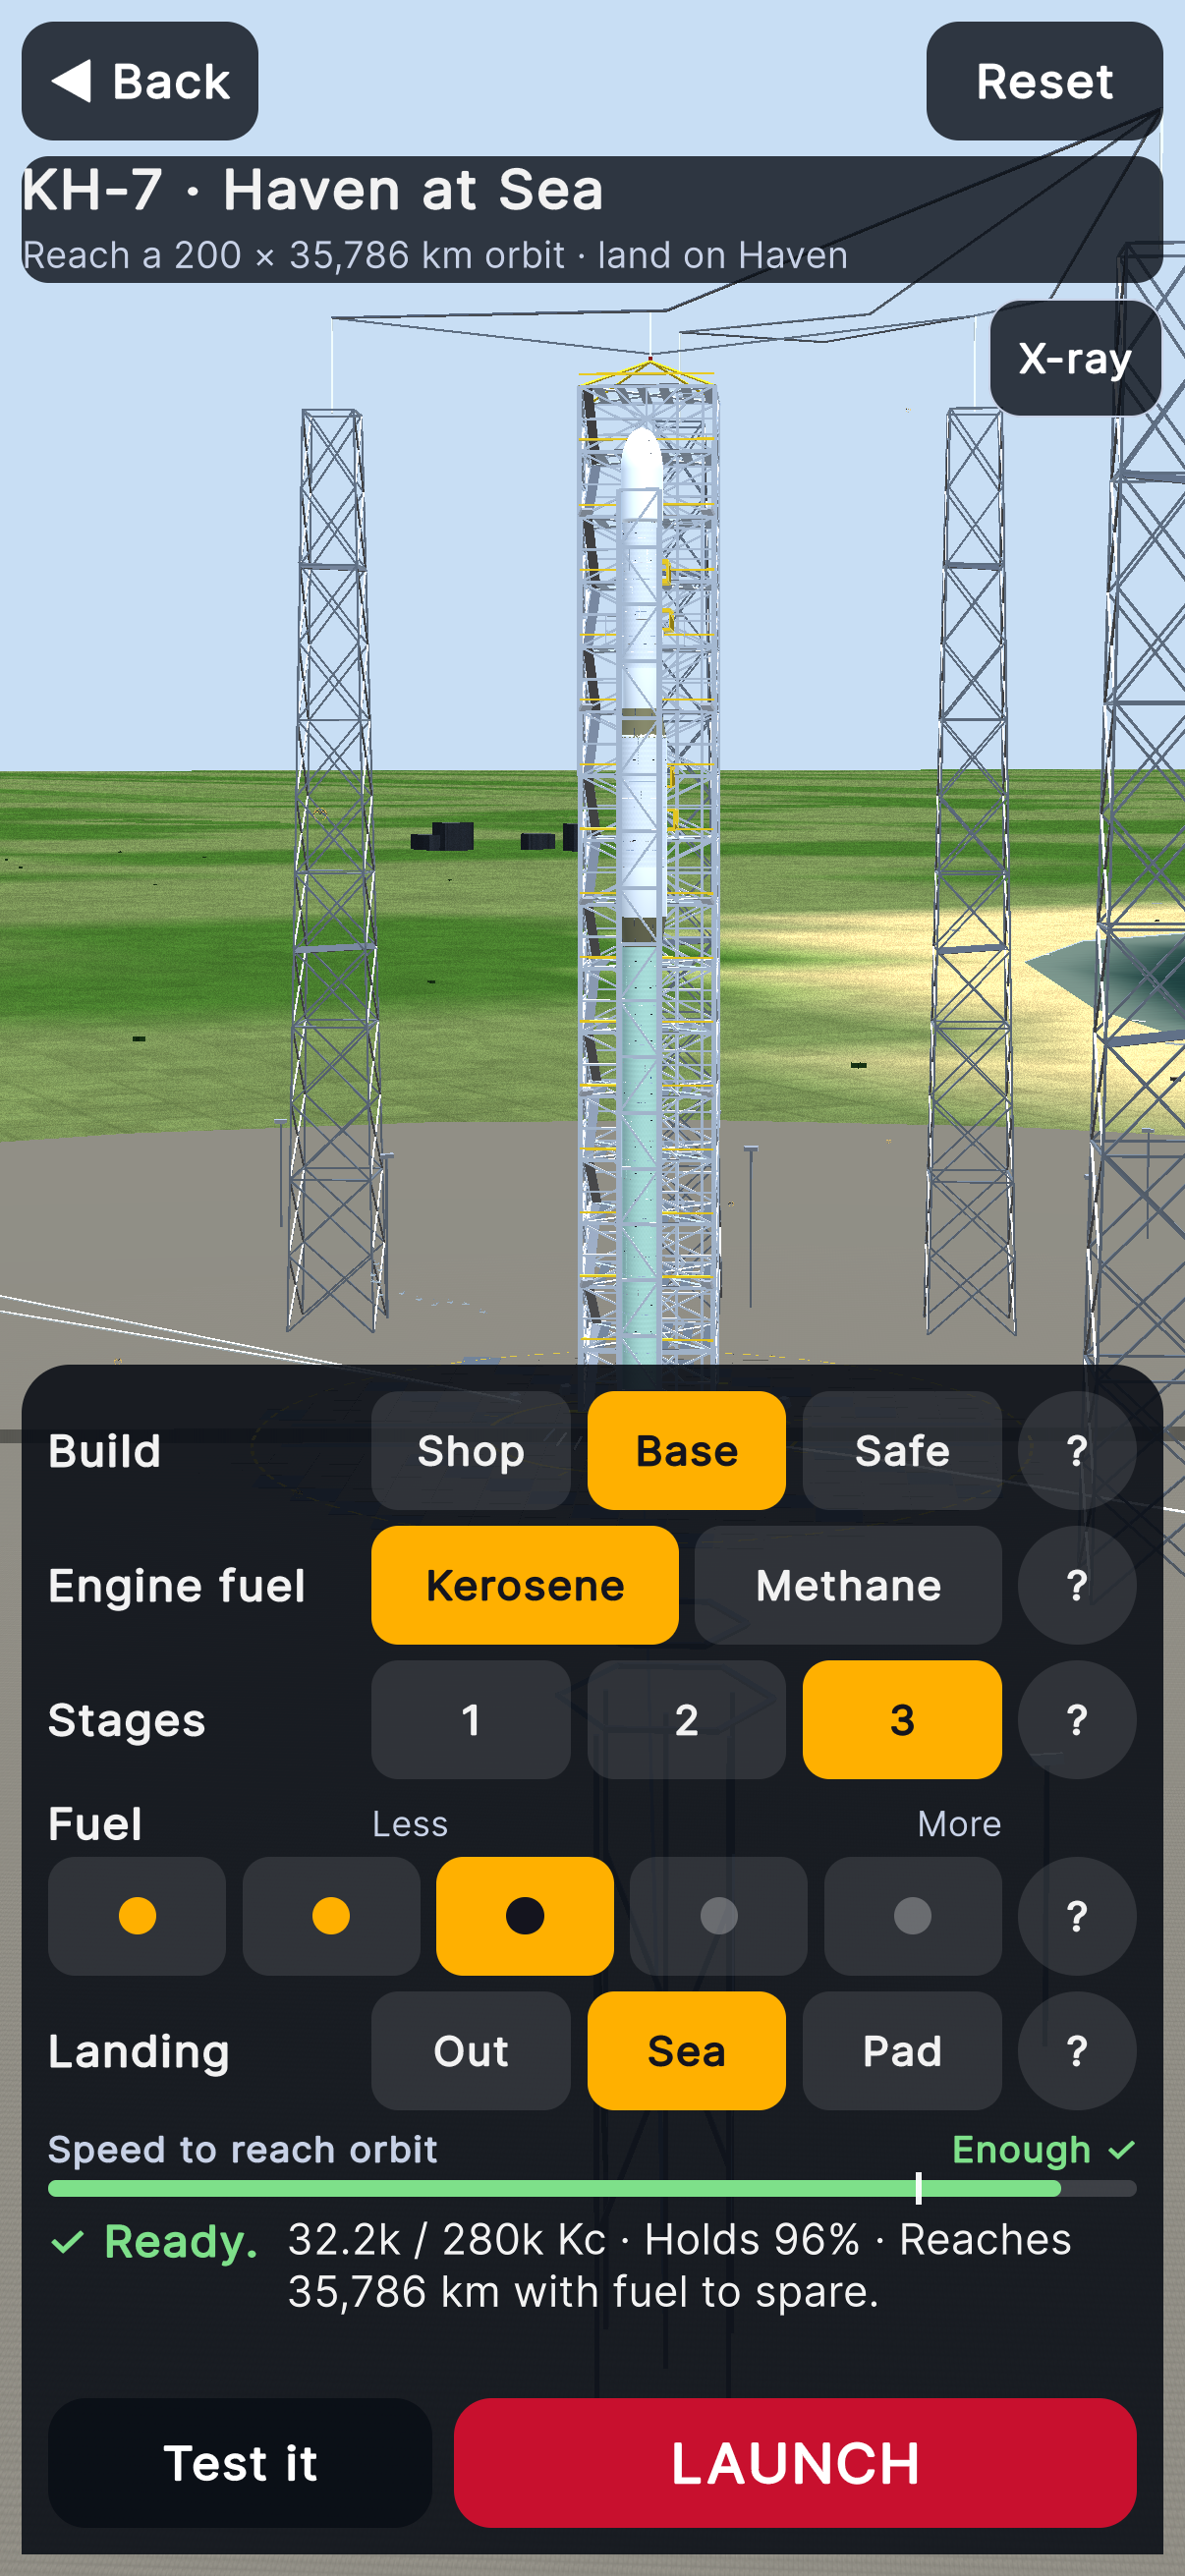 ◀ Back
Reset
KH-7 · Haven at Sea
Reach a 200 × 35,786 km orbit · land on Haven
X-ray
Build Shop Base Safe ?
Engine fuel Kerosene Methane ?
Stages 1 2 3 ?
Fuel Less More
?
Landing Out Sea Pad ?
Speed to reach orbit Enough ✓
✓ Ready. 32.2k / 280k Kc · Holds 96% · Reaches
35,786 km with fuel to spare.
Test it LAUNCH